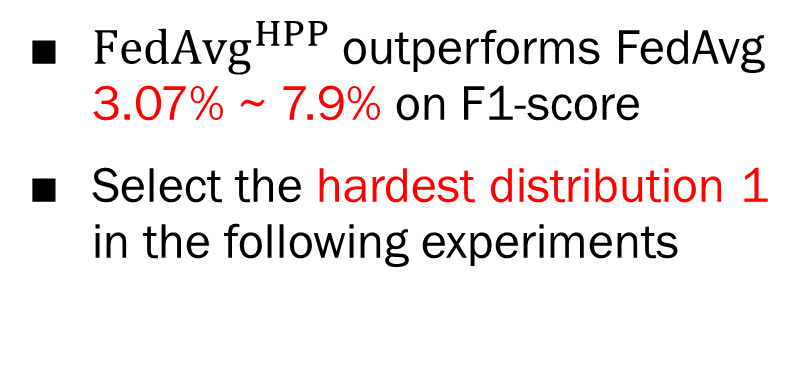 ■ FedAvg^HPP outperforms FedAvg
3.07% ~ 7.9% on F1-score
■ Select the hardest distribution 1
in the following experiments